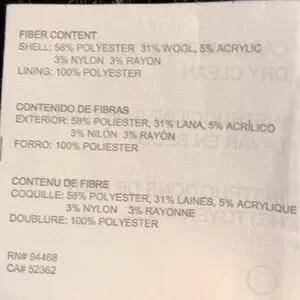 FIBER CONTENT
SHELL: 58% POLYESTER 31% WOOL, 5% ACRYLIC
3% NYLON 3% RAYON
LINING: 100% POLYESTER
CONTENIDO DE FIBRAS
EXTERIOR: 58% POLIÉSTER, 31% LANA, 5% ACRÍLICO
3% NILÓN 3% RAYÓN
FORRO: 100% POLIESTER
CONTENU DE FIBRE
COQUILLE: 58% POLYESTER, 31% LAINES, 5% ACRYLIQUE
3% NYLON 3% RAYONNE
DOUBLURE: 100% POLYESTER
RN# 94468
CA# 52362